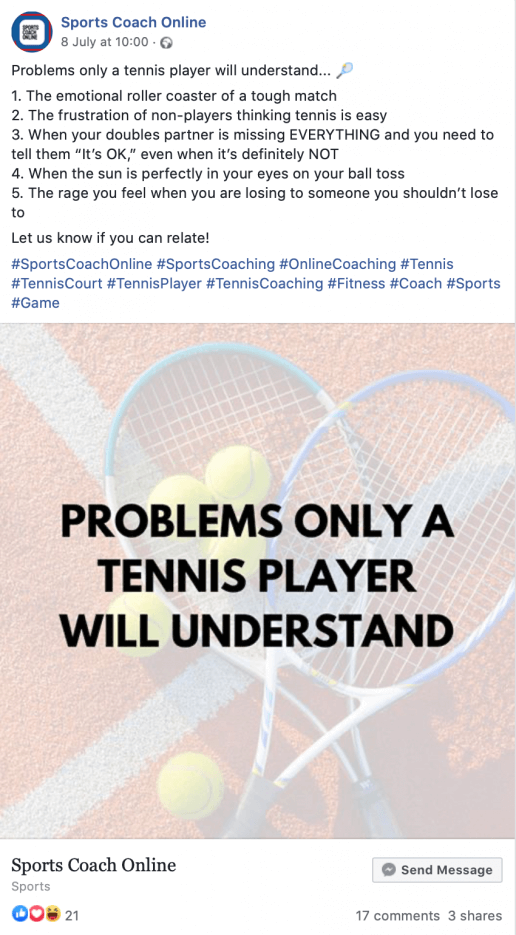 SPORTS
COACH
ONLINE
Sports Coach Online
8 July at 10:00 ·
Problems only a tennis player will understand...
1. The emotional roller coaster of a tough match
2. The frustration of non-players thinking tennis is easy
3. When your doubles partner is missing EVERYTHING and you need to
tell them “It’s OK,” even when it’s definitely NOT
4. When the sun is perfectly in your eyes on your ball toss
5. The rage you feel when you are losing to someone you shouldn’t lose
to
Let us know if you can relate!
#SportsCoachOnline #SportsCoaching #OnlineCoaching #Tennis
#TennisCourt #TennisPlayer #TennisCoaching #Fitness #Coach #Sports
#Game
PROBLEMS ONLY A
TENNIS PLAYER
WILL UNDERSTAND
Sports Coach Online
Send Message
Sports
21
17 comments 3 shares